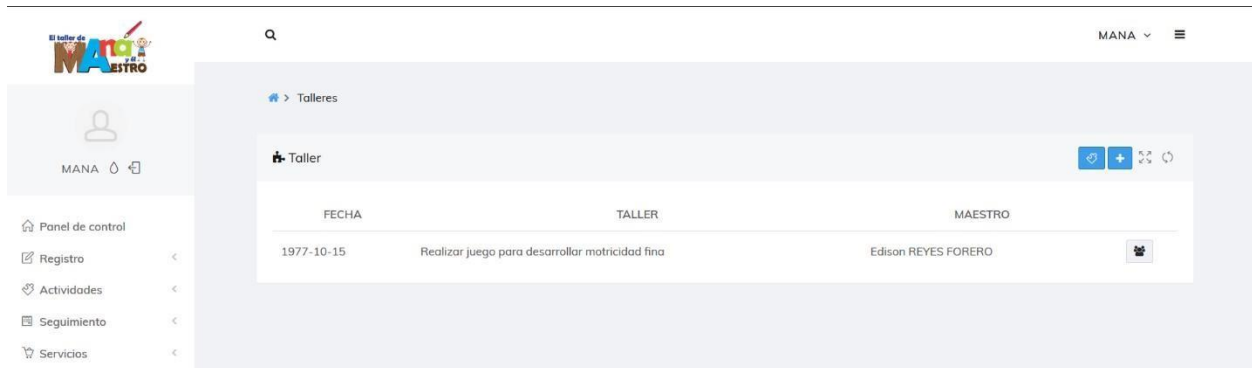 El taller de
Maná
y el
MAESTRO
MANA
Talleres
MANA
Taller
FECHA TALLER MAESTRO
1977-10-15 Realizar juego para desarrollar motricidad fina Edison REYES FORERO
Panel de control
Registro
Actividades
Seguimiento
Servicios